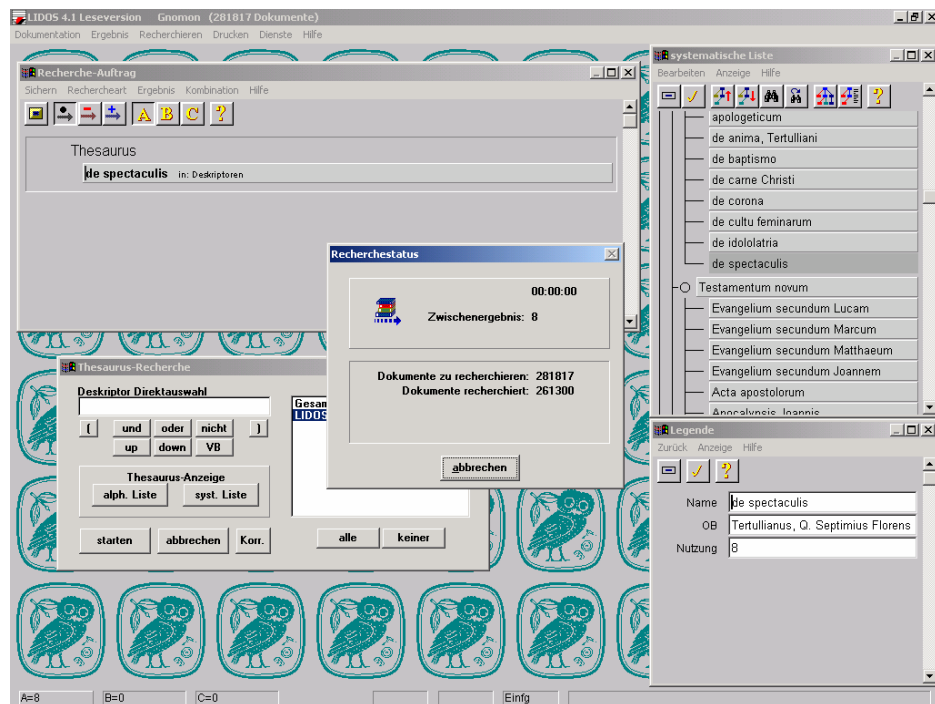 LIDOS 4.1 Leseversion Gnomon (281817 Dokumente)
Dokumentation Ergebnis Recherchieren Drucken Dienste Hilfe
Recherche-Auftrag
Sichern Rechercheart Ergebnis Kombination Hilfe
A B C ?
Thesaurus
de spectaculis in: Deskriptoren
systematische Liste
Bearbeiten Anzeige Hilfe
?
apologeticum
de anima, Tertulliani
de baptismo
de carne Christi
de corona
de cultu feminarum
de idololatria
de spectaculis
Testamentum novum
Evangelium secundum Lucam
Evangelium secundum Marcum
Evangelium secundum Matthaeum
Evangelium secundum Joannem
Acta apostolorum
Apocalypsis Joannis
Recherchestatus
00:00:00
Zwischenergebnis: 8
Dokumente zu recherchieren: 281817
Dokumente recherchiert: 261300
abbrechen
Thesaurus-Recherche
Deskriptor Direktauswahl
( und oder nicht )
up down VB
Thesaurus-Anzeige
alph. Liste syst. Liste
starten abbrechen Korr.
Gesam
LIDOS
alle keiner
Legende
Zurück Anzeige Hilfe
?
Name de spectaculis
OB Tertullianus, Q. Septimius Florens
Nutzung 8
A=8 B=0 C=0 Einfg